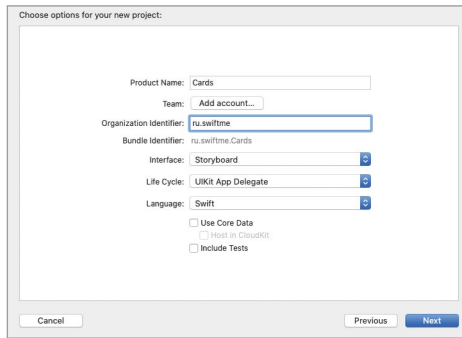 Choose options for your new project:
Product Name: Cards
Team: Add account...
Organization Identifier: ru.swiftme
Bundle Identifier: ru.swiftme.Cards
Interface: Storyboard
Life Cycle: UIKit App Delegate
Language: Swift
Use Core Data
Host in CloudKit
Include Tests
Cancel Previous Next